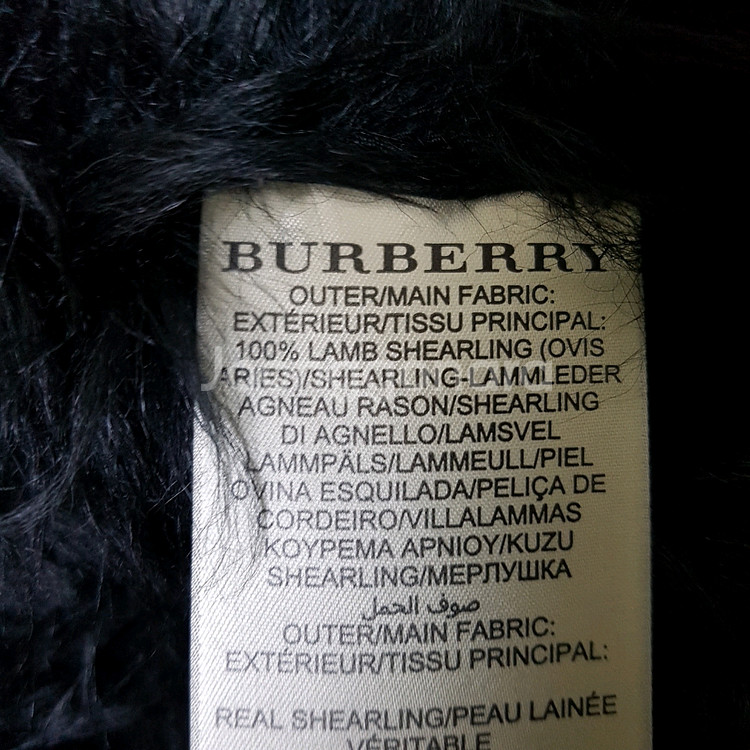 BURBERRY
OUTER/MAIN FABRIC:
EXTÉRIEUR/TISSU PRINCIPAL:
100% LAMB SHEARLING (OVIS
ARIES)/SHEARLING-LAMMLEDER
AGNEAU RASON/SHEARLING
DI AGNELLO/LAMSVEL
LAMMPÄLS/LAMMEULL/PIEL
OVINA ESQUILADA/PELIÇA DE
CORDEIRO/VILLALAMMAS
ΚΟΥΡΕΜΑ ΑΡΝΙΟΥ/KUZU
SHEARLING/МЕРЛУШКА
صوف الحمل
OUTER/MAIN FABRIC:
EXTÉRIEUR/TISSU PRINCIPAL:
REAL SHEARLING/PEAU LAINÉE
VÉRITABLE